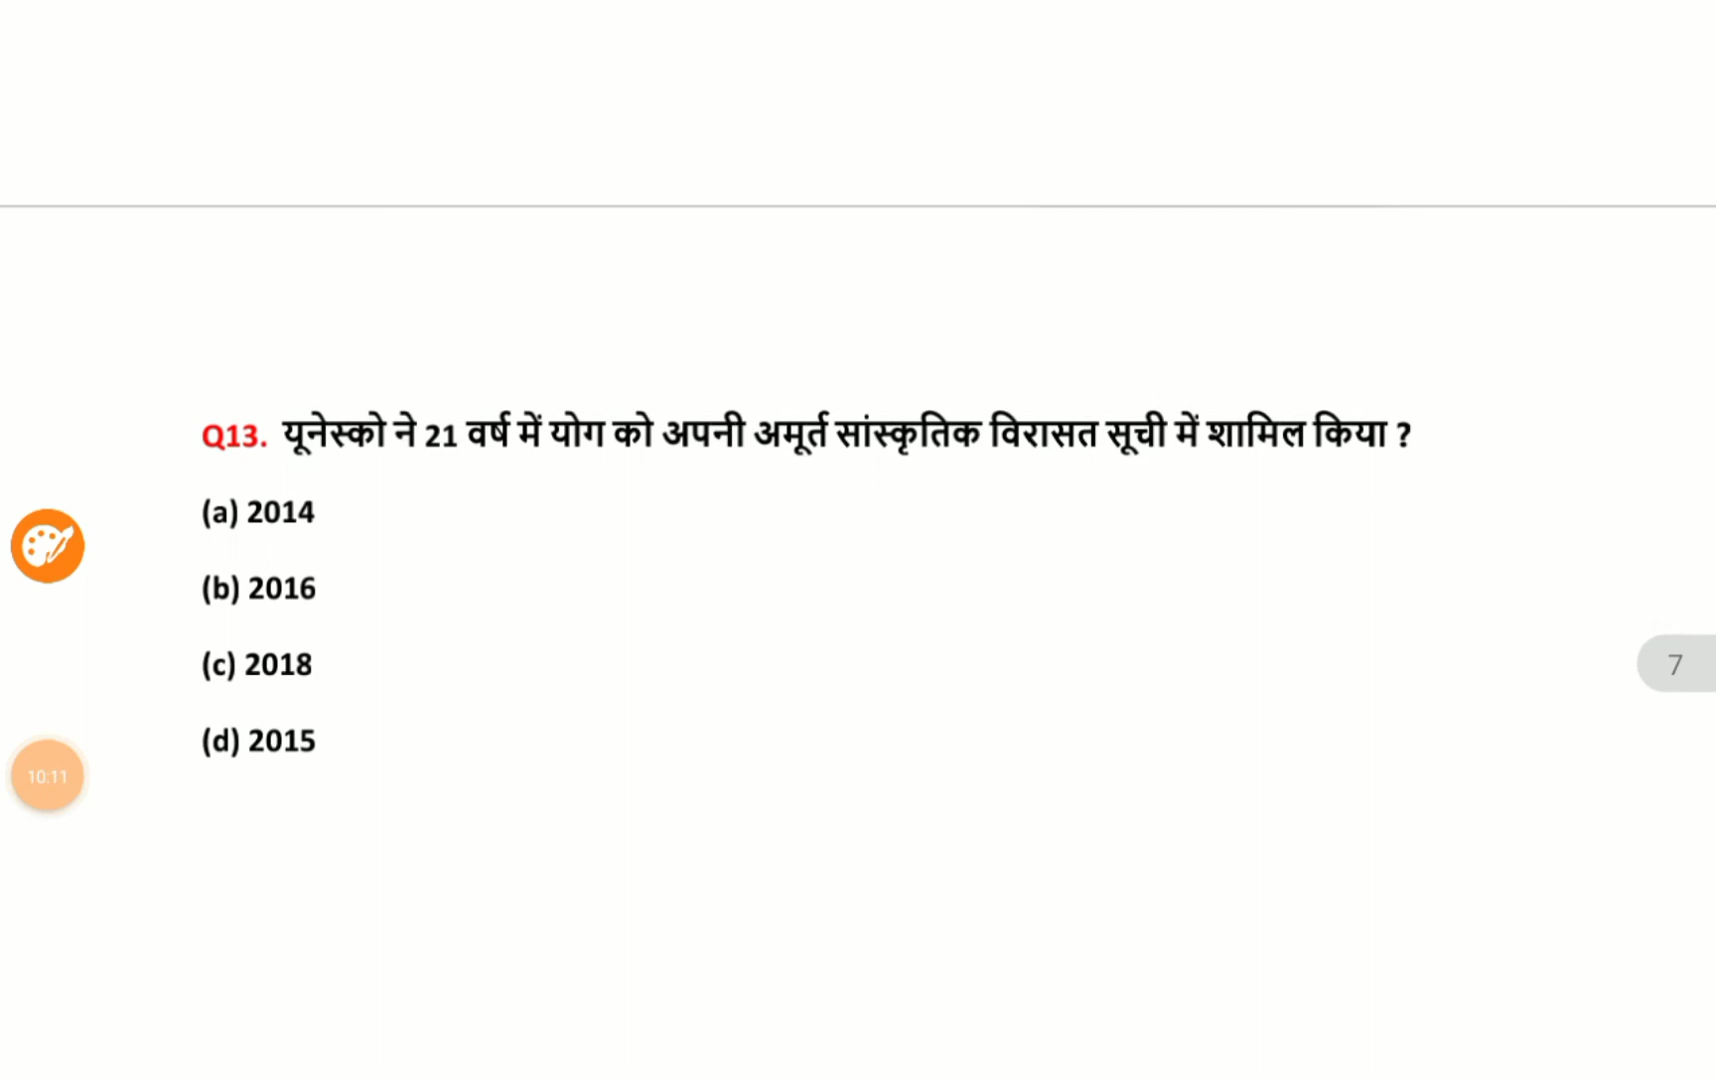 Q13. यूनेस्को ने 21 वर्ष में योग को अपनी अमूर्त सांस्कृतिक विरासत सूची में शामिल किया ?
(a) 2014
(b) 2016
(c) 2018
7
(d) 2015
10:11